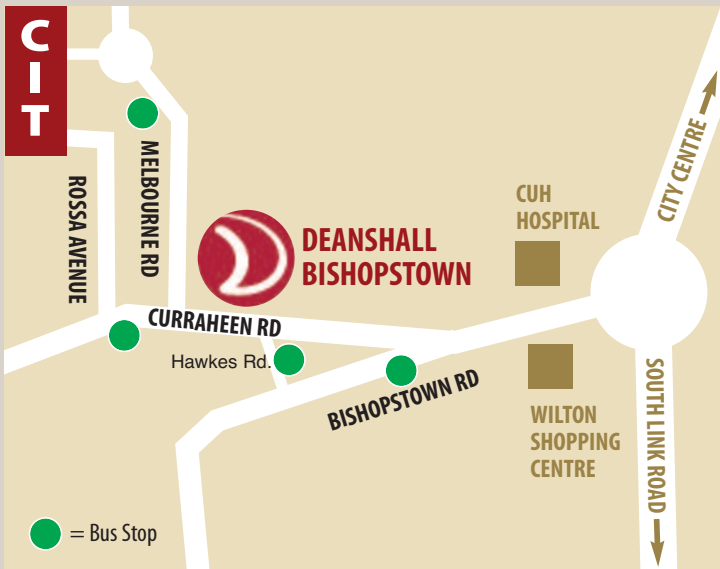 CIT
ROSSA AVENUE
MELBOURNE RD
DEANSHALL
BISHOPSTOWN
CUH
HOSPITAL
CITY CENTRE
CURRAHEEN RD
Hawkes Rd.
BISHOPSTOWN RD
WILTON
SHOPPING
CENTRE
SOUTH LINK ROAD
= Bus Stop